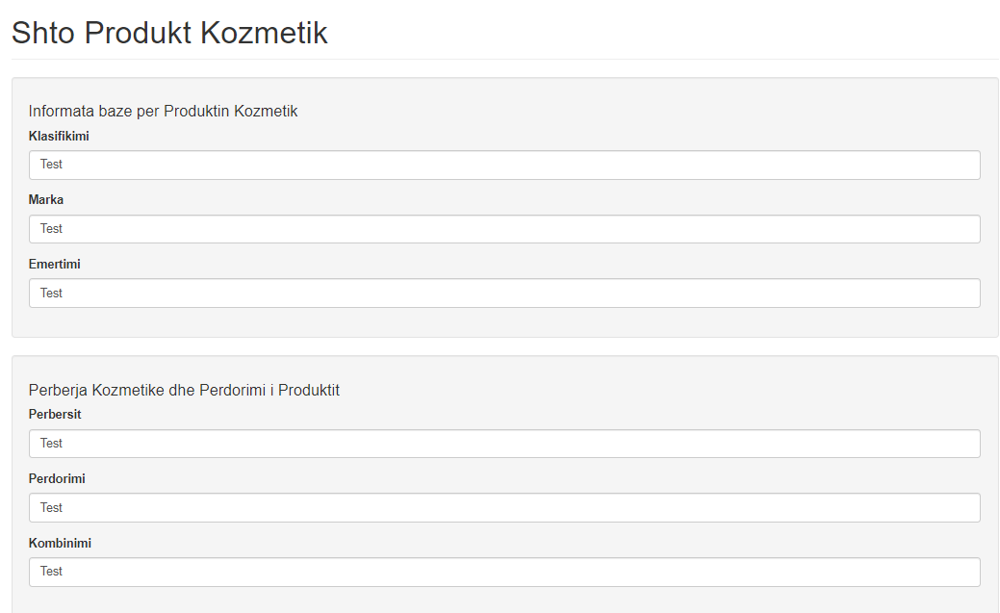 Shto Produkt Kozmetik
Informata baze per Produktin Kozmetik
Klasifikimi
Test
Marka
Test
Emertimi
Test
Perberja Kozmetike dhe Perdorimi i Produktit
Perbersit
Test
Perdorimi
Test
Kombinimi
Test